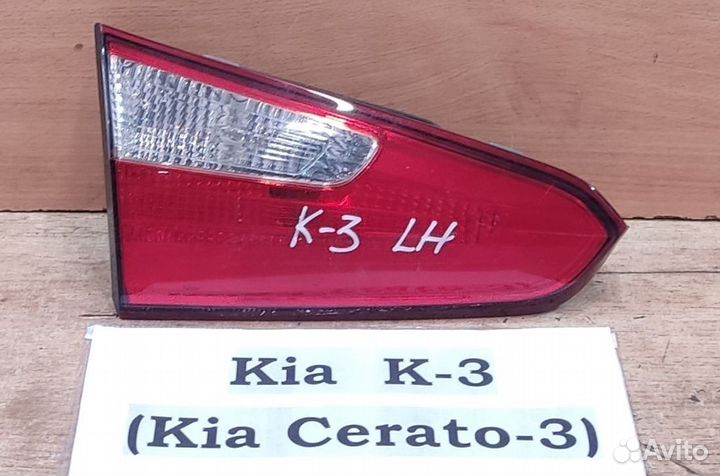 K-3 LH
Kia K-3
(Kia Cerato-3)
Avito